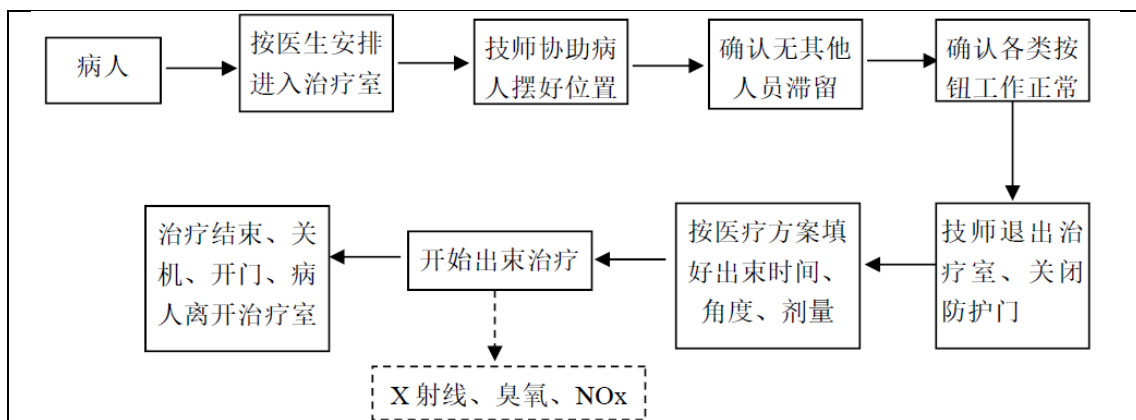 病人
按医生安排
进入治疗室
技师协助病
人摆好位置
确认无其他
人员滞留
确认各类按
钮工作正常
技师退出治
疗室、关闭
防护门
按医疗方案填
好出束时间、
角度、剂量
开始出束治疗
治疗结束、关
机、开门、病
人离开治疗室
X 射线、臭氧、NOx